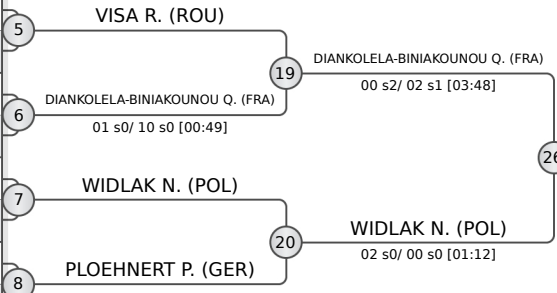 VISA R. (ROU)
5
DIANKOLELA-BINIAKOUNOU Q. (FRA)
19
00 s2/ 02 s1 [03:48]
DIANKOLELA-BINIAKOUNOU Q. (FRA)
6
01 s0/ 10 s0 [00:49]
26
WIDLAK N. (POL)
7
WIDLAK N. (POL)
20
02 s0/ 00 s0 [01:12]
PLOEHNERT P. (GER)
8